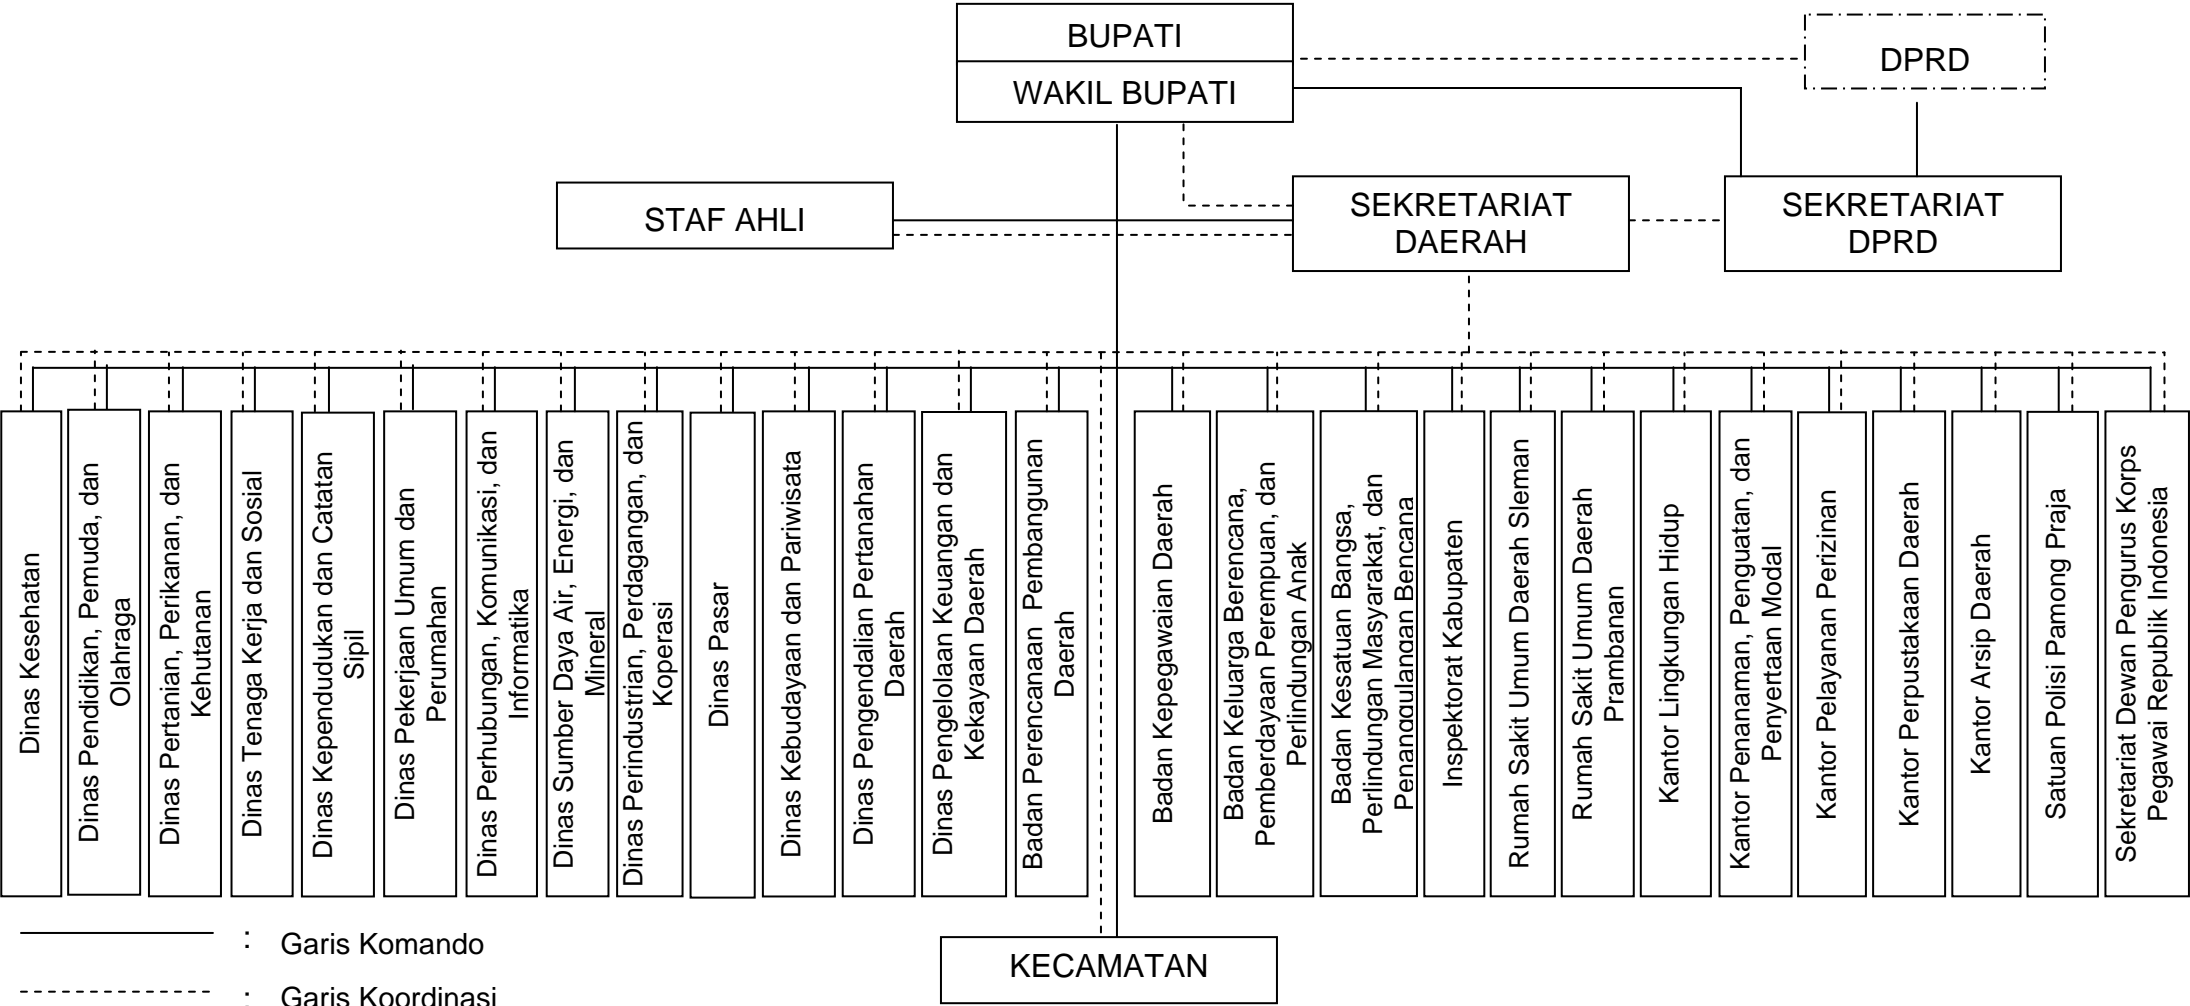 BUPATI
WAKIL BUPATI
DPRD
STAF AHLI
SEKRETARIAT
DAERAH
SEKRETARIAT
DPRD
Dinas Kesehatan
Dinas Pendidikan, Pemuda, dan
Olahraga
Dinas Pertanian, Perikanan, dan
Kehutanan
Dinas Tenaga Kerja dan Sosial
Dinas Kependudukan dan Catatan
Sipil
Dinas Pekerjaan Umum dan
Perumahan
Dinas Perhubungan, Komunikasi, dan
Informatika
Dinas Sumber Daya Air, Energi, dan
Mineral
Dinas Perindustrian, Perdagangan, dan
Koperasi
Dinas Pasar
Dinas Kebudayaan dan Pariwisata
Dinas Pengendalian Pertanahan
Daerah
Dinas Pengelolaan Keuangan dan
Kekayaan Daerah
Badan Perencanaan Pembangunan
Daerah
Badan Kepegawaian Daerah
Badan Keluarga Berencana,
Pemberdayaan Perempuan, dan
Perlindungan Anak
Badan Kesatuan Bangsa,
Perlindungan Masyarakat, dan
Penanggulangan Bencana
Inspektorat Kabupaten
Rumah Sakit Umum Daerah Sleman
Rumah Sakit Umum Daerah
Prambanan
Kantor Lingkungan Hidup
Kantor Penanaman, Penguatan, dan
Penyertaan Modal
Kantor Pelayanan Perizinan
Kantor Perpustakaan Daerah
Kantor Arsip Daerah
Satuan Polisi Pamong Praja
Sekretariat Dewan Pengurus Korps
Pegawai Republik Indonesia
: Garis Komando
: Garis Koordinasi
KECAMATAN